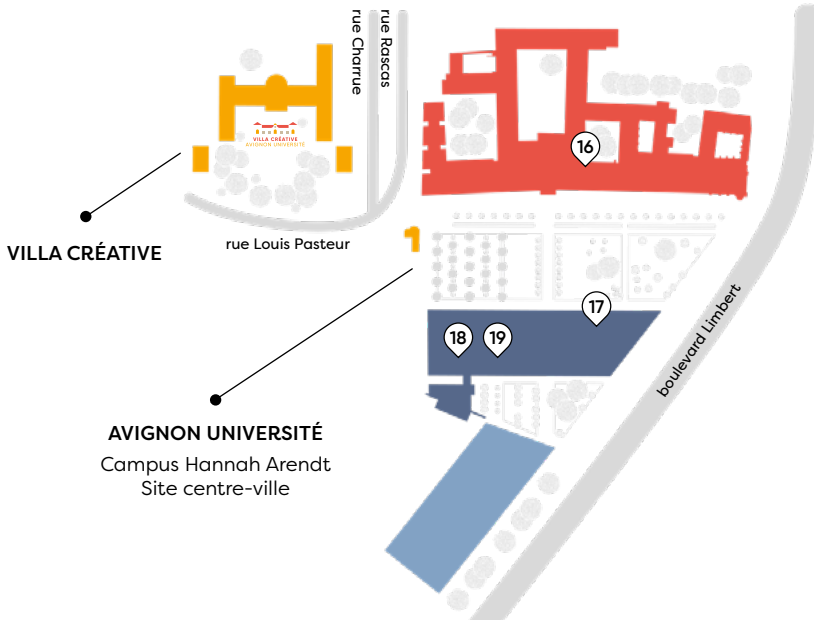 rue Charrue
rue Rascas
VILLA CRÉATIVE
AVIGNON UNIVERSITÉ
16
VILLA CRÉATIVE
rue Louis Pasteur
17
18
19
boulevard Limbert
AVIGNON UNIVERSITÉ
Campus Hannah Arendt
Site centre-ville